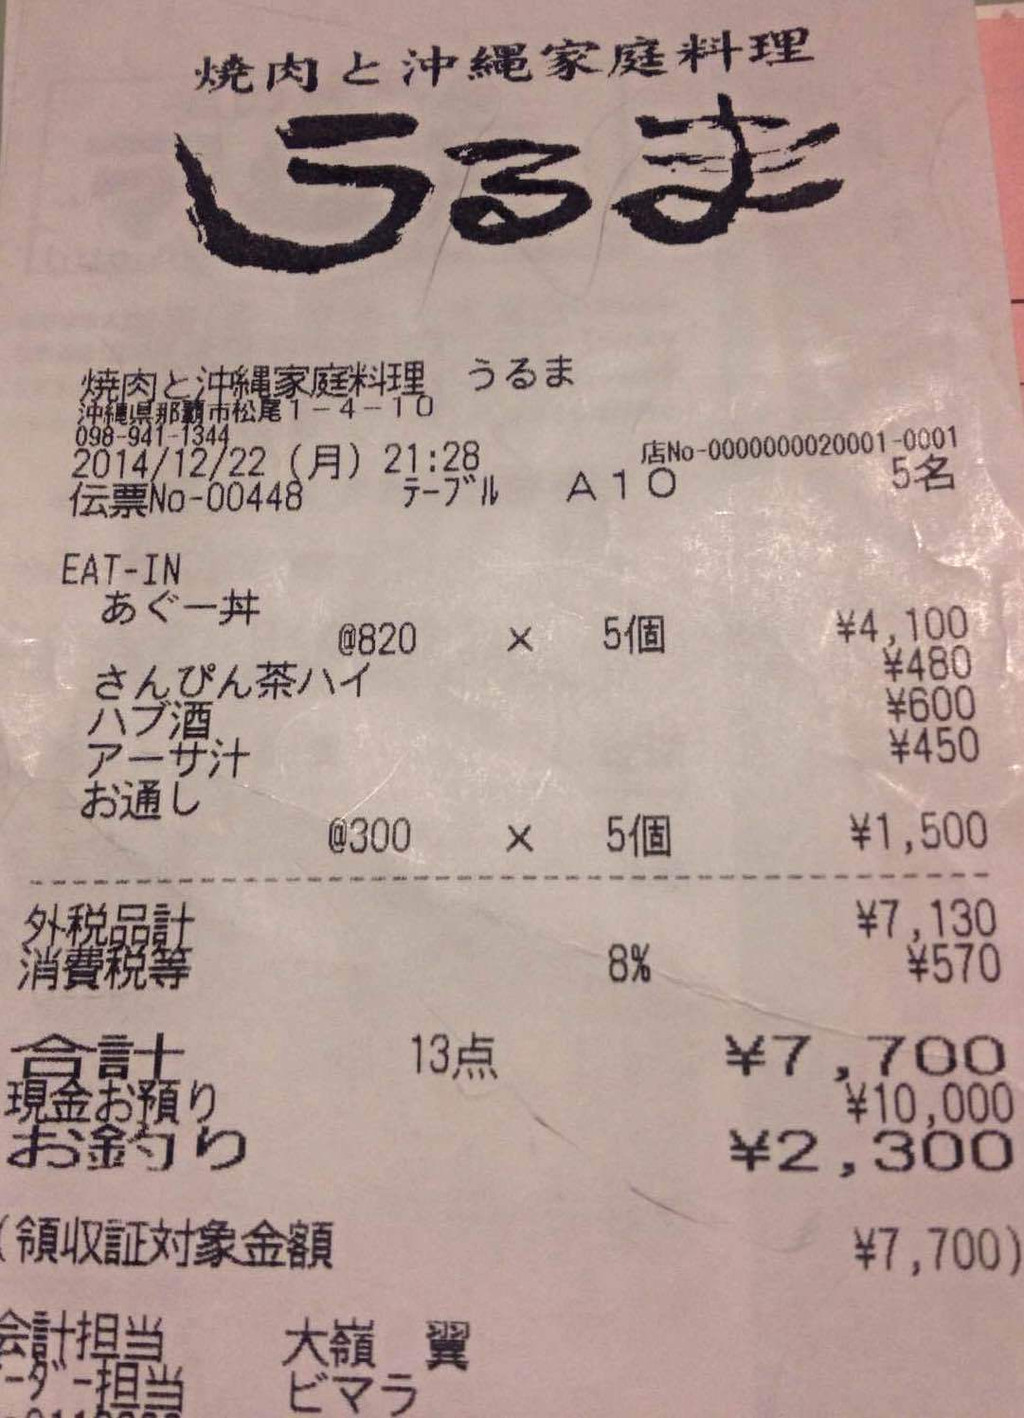 焼肉と沖縄家庭料理
うるま
焼肉と沖縄家庭料理 うるま
沖縄県那覇市松尾1-4-10
098-941-1344
2014/12/22 (月) 21:28 店No-0000000020001-0001
伝票No-00448 テーブル A10 5名
EAT-IN
あぐー丼
@820 × 5個 ¥4,100
さんぴん茶ハイ ¥480
ハブ酒 ¥600
アーサ汁 ¥450
お通し
@300 × 5個 ¥1,500
外税品計 ¥7,130
消費税等 8% ¥570
合計 13点 ¥7,700
現金お預り ¥10,000
お釣り ¥2,300
(領収証対象金額 ¥7,700)
会計担当 大嶺 翼
ーダー担当 ビマラ